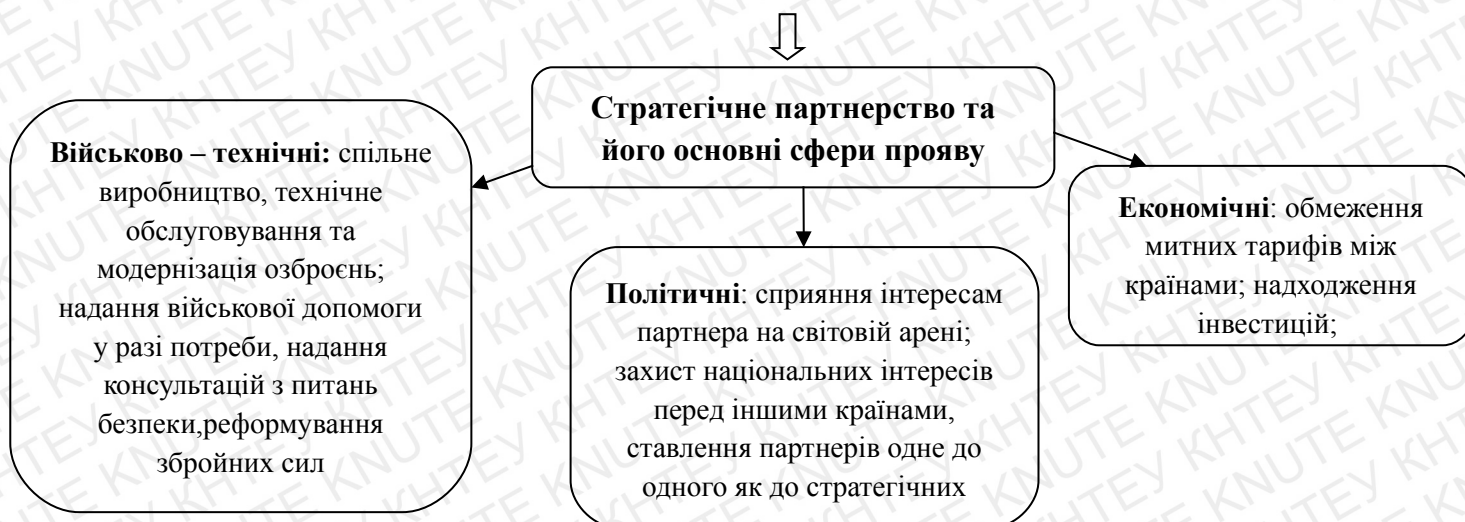 Стратегічне партнерство та
його основні сфери прояву
Військово – технічні: спільне
виробництво, технічне
обслуговування та
модернізація озброєнь;
надання військової допомоги
у разі потреби, надання
консультацій з питань
безпеки,реформування
збройних сил
Політичні: сприяння інтересам
партнера на світовій арені;
захист національних інтересів
перед іншими країнами,
ставлення партнерів одне до
одного як до стратегічних
Економічні: обмеження
митних тарифів між
країнами; надходження
інвестицій;